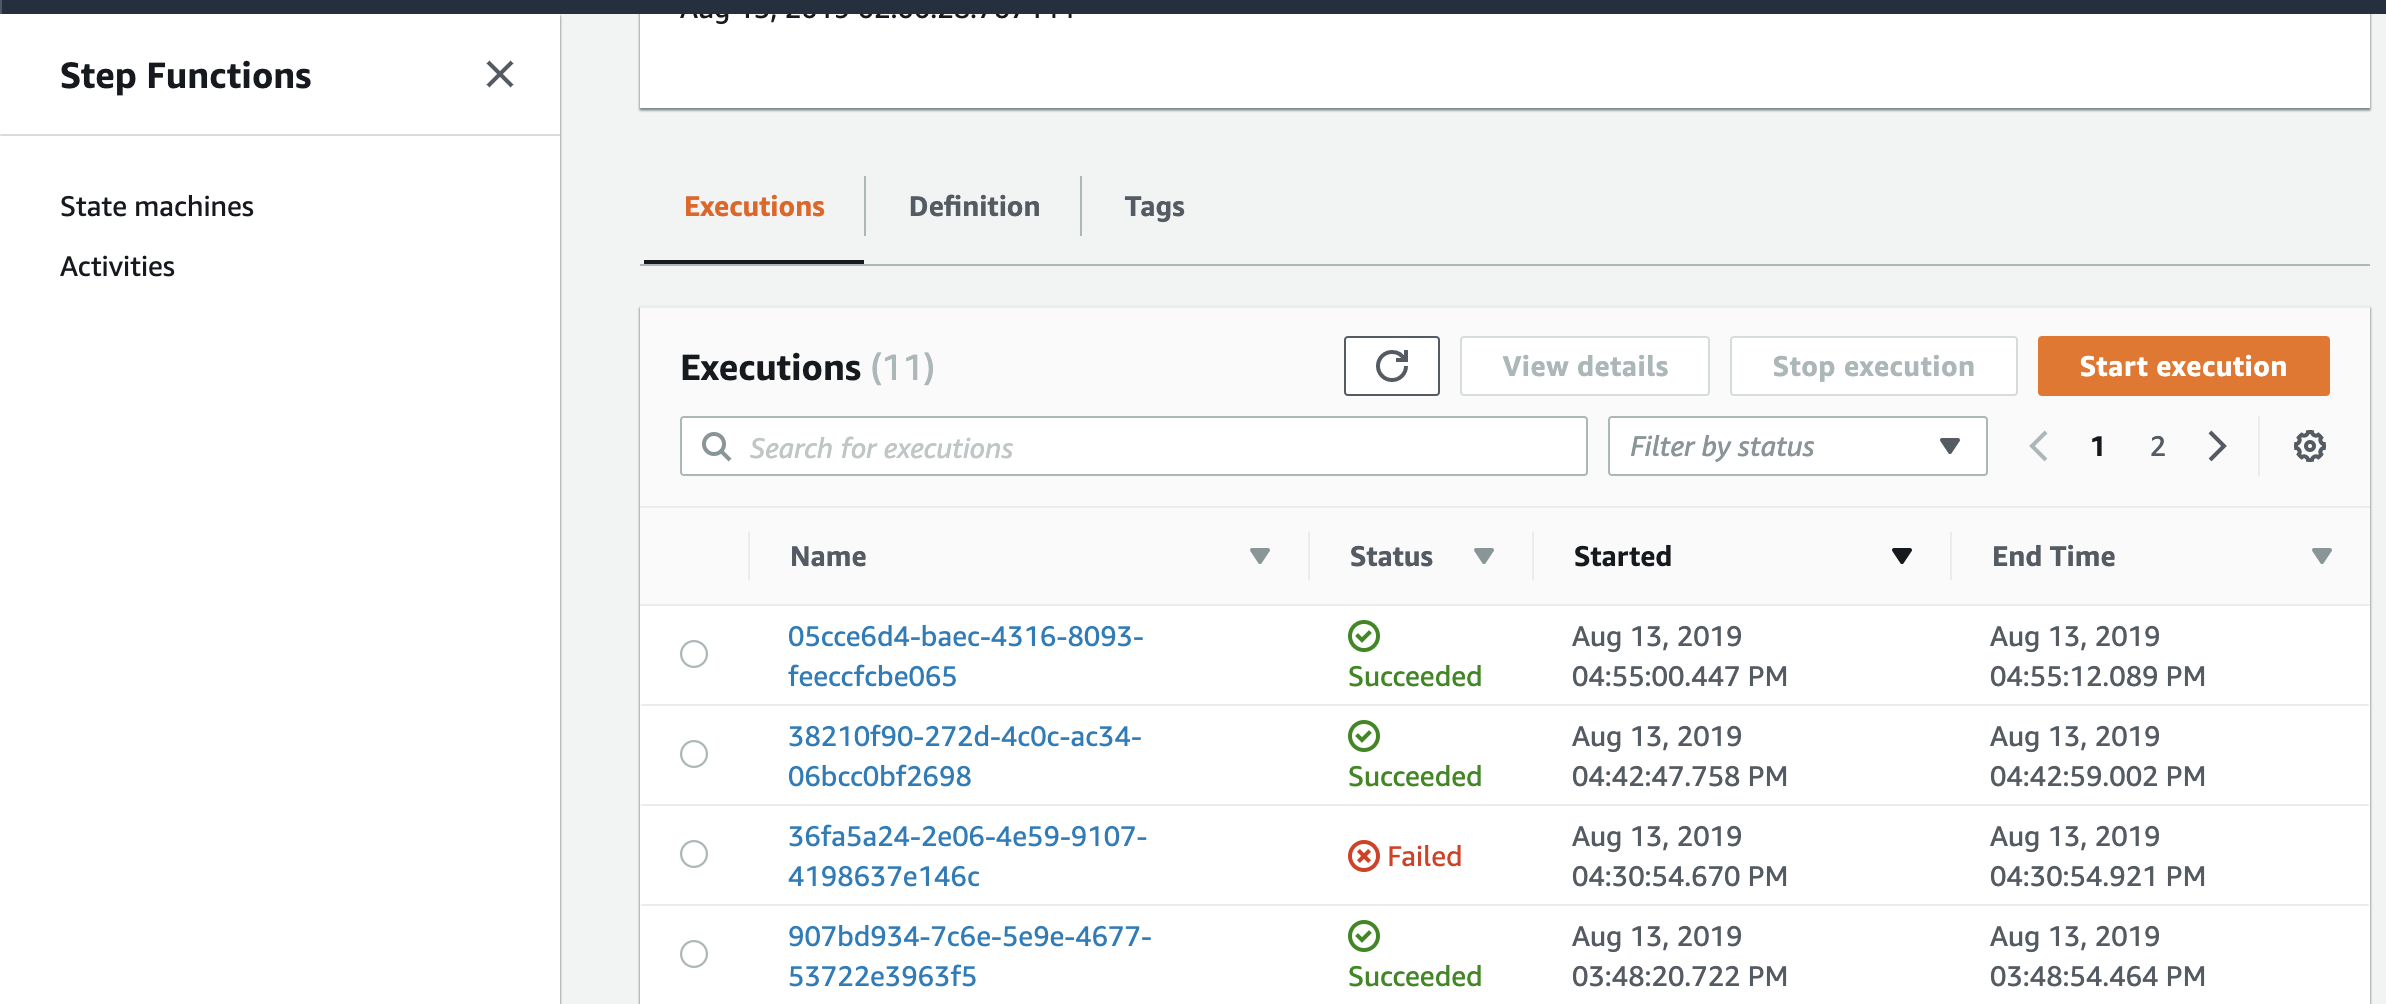 Step Functions
State machines
Activities
Executions
Definition
Tags
Executions (11)
View details
Stop execution
Start execution
Search for executions
Filter by status
1
2
Name
Status
Started
End Time
05cce6d4-baec-4316-8093-
feeccfcbe065
Succeeded
Aug 13, 2019
04:55:00.447 PM
Aug 13, 2019
04:55:12.089 PM
38210f90-272d-4c0c-ac34-
06bcc0bf2698
Succeeded
Aug 13, 2019
04:42:47.758 PM
Aug 13, 2019
04:42:59.002 PM
36fa5a24-2e06-4e59-9107-
4198637e146c
Failed
Aug 13, 2019
04:30:54.670 PM
Aug 13, 2019
04:30:54.921 PM
907bd934-7c6e-5e9e-4677-
53722e3963f5
Succeeded
Aug 13, 2019
03:48:20.722 PM
Aug 13, 2019
03:48:54.464 PM